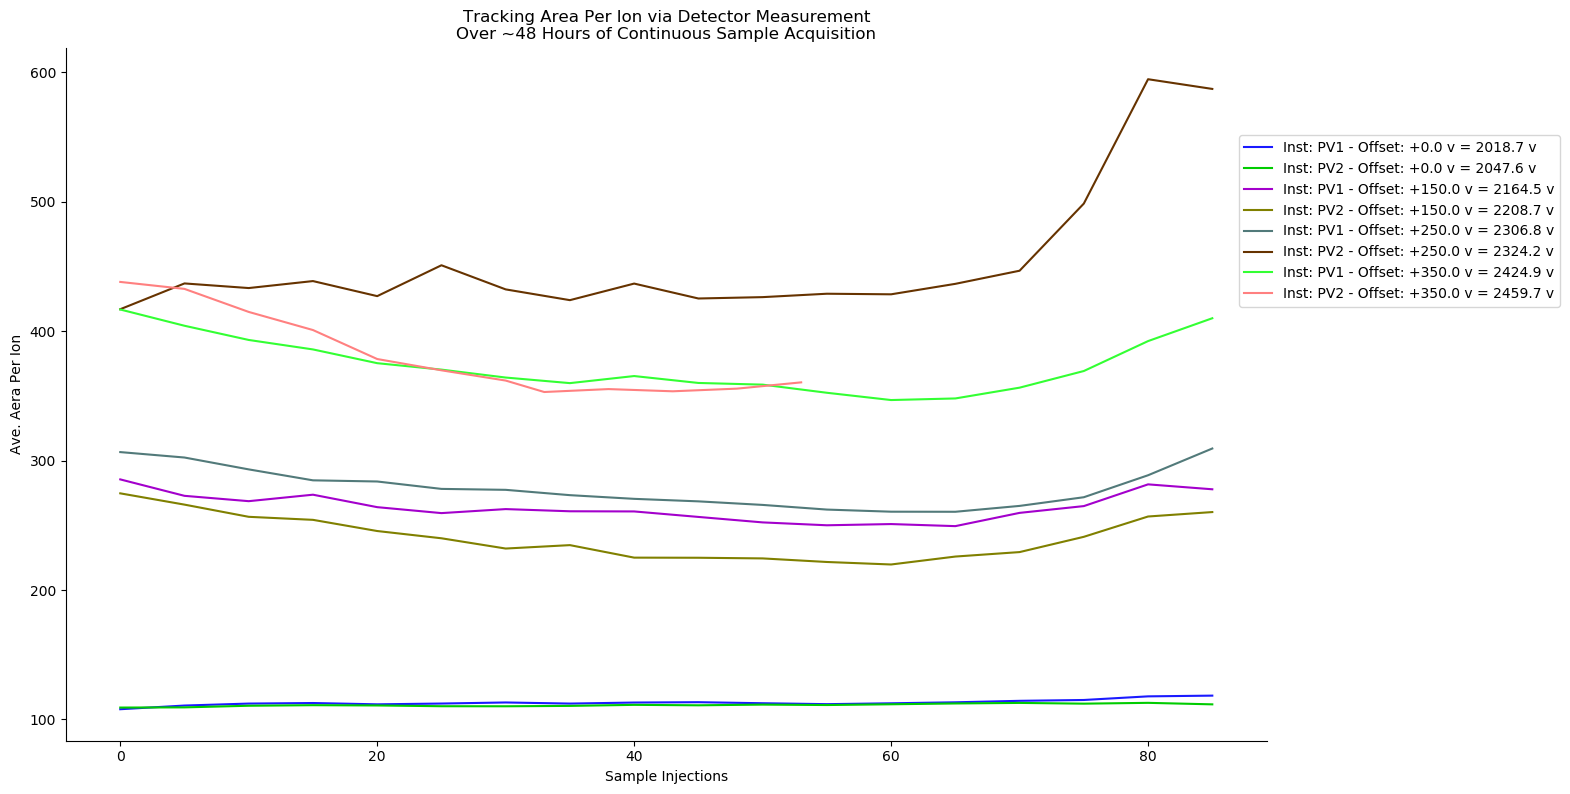 Tracking Area Per Ion via Detector Measurement
Over ~48 Hours of Continuous Sample Acquisition
600
500
400
300
200
100
Ave. Aera Per Ion
0
20
40
60
80
Sample Injections
Inst: PV1 - Offset: +0.0 v = 2018.7 v
Inst: PV2 - Offset: +0.0 v = 2047.6 v
Inst: PV1 - Offset: +150.0 v = 2164.5 v
Inst: PV2 - Offset: +150.0 v = 2208.7 v
Inst: PV1 - Offset: +250.0 v = 2306.8 v
Inst: PV2 - Offset: +250.0 v = 2324.2 v
Inst: PV1 - Offset: +350.0 v = 2424.9 v
Inst: PV2 - Offset: +350.0 v = 2459.7 v